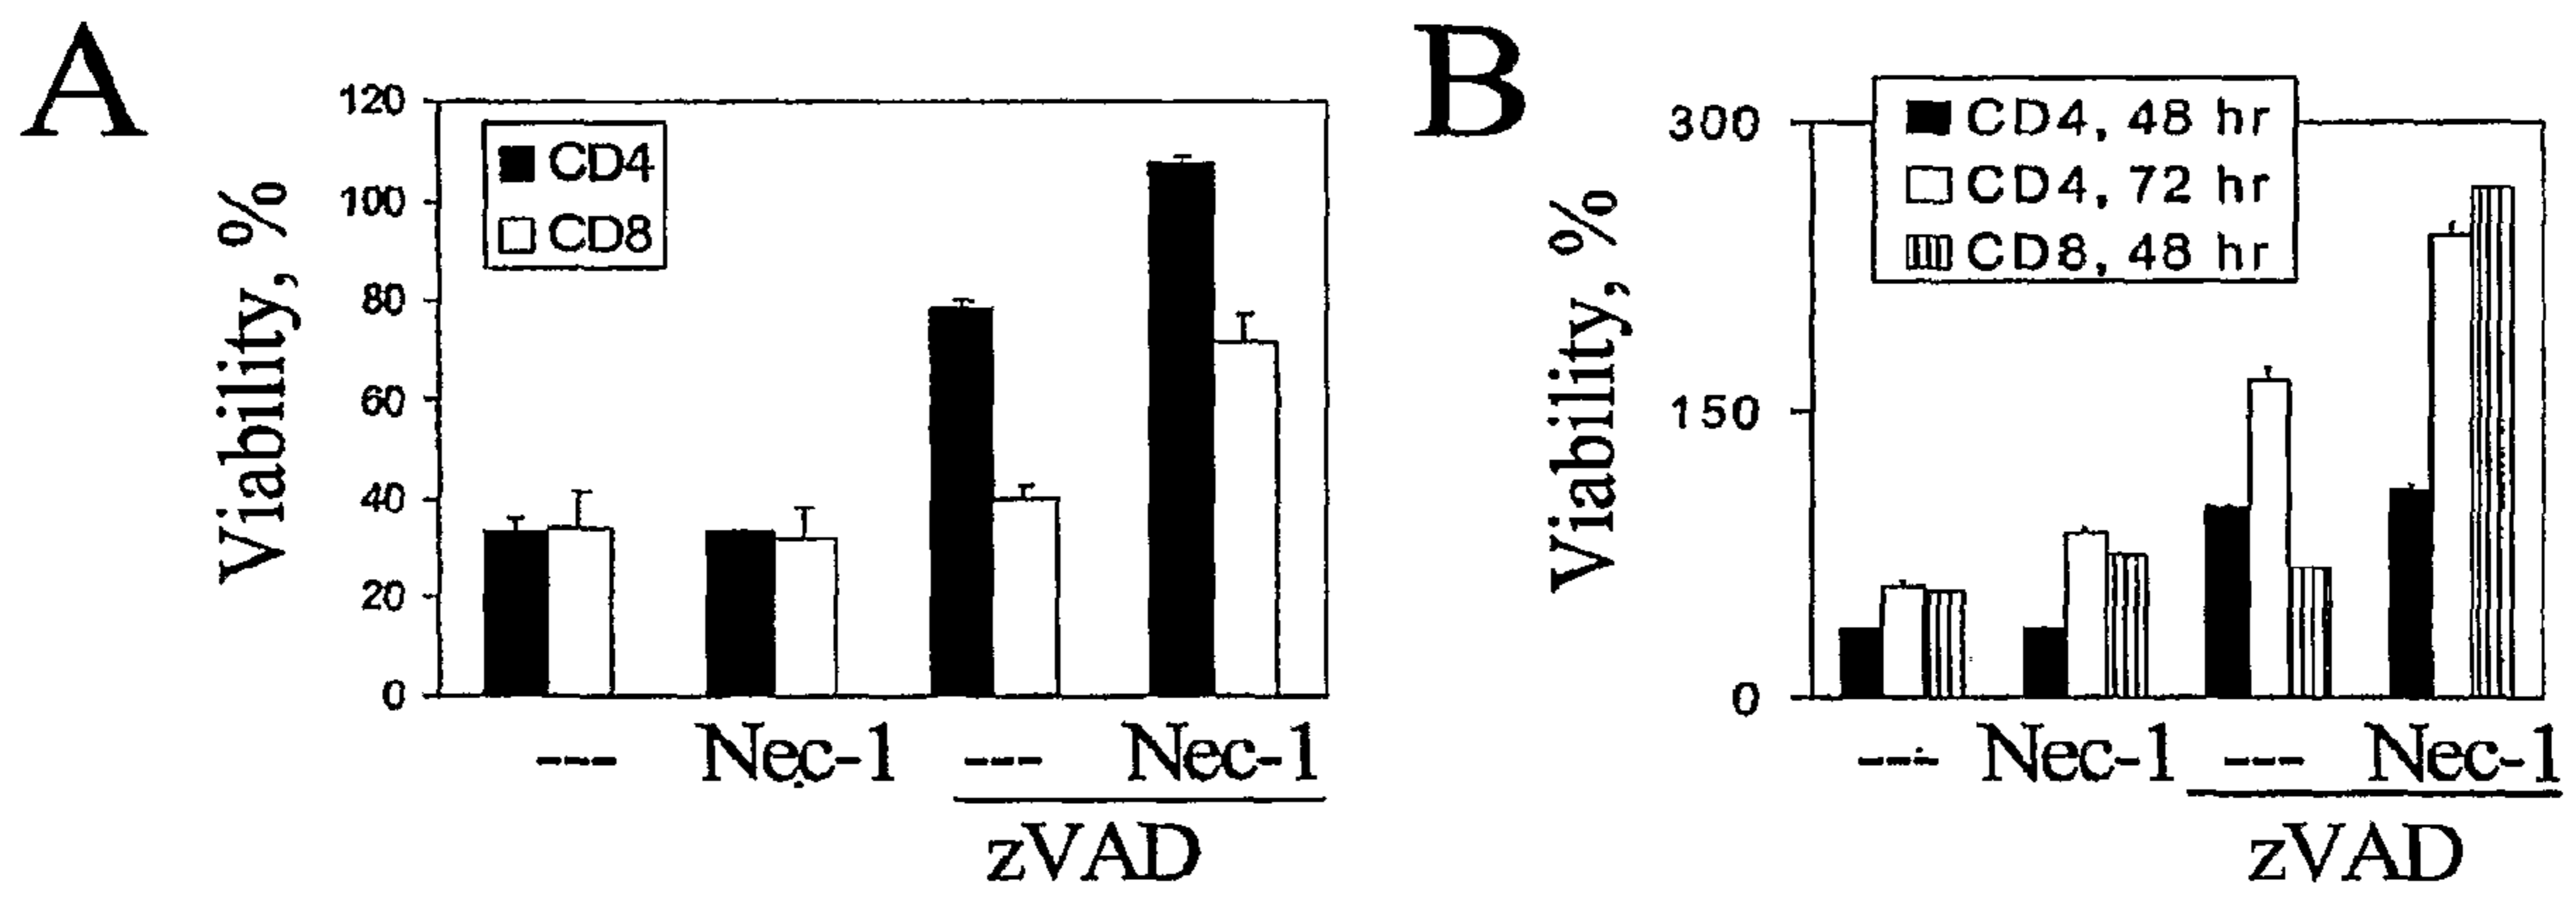 A
Viability, %
120
100
80
60
40
20
0
CD4
CD8
--- Nec-1 --- Nec-1
zVAD
B
Viability, %
300
150
0
CD4, 48 hr
CD4, 72 hr
CD8, 48 hr
--- Nec-1 --- Nec-1
zVAD